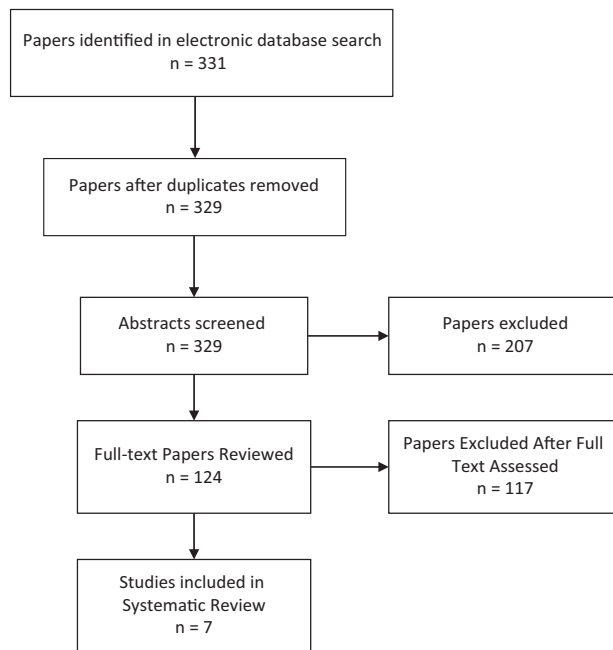 Papers identified in electronic database search
n = 331
Papers after duplicates removed
n = 329
Abstracts screened
n = 329
Papers excluded
n = 207
Full-text Papers Reviewed
n = 124
Papers Excluded After Full
Text Assessed
n = 117
Studies included in
Systematic Review
n = 7